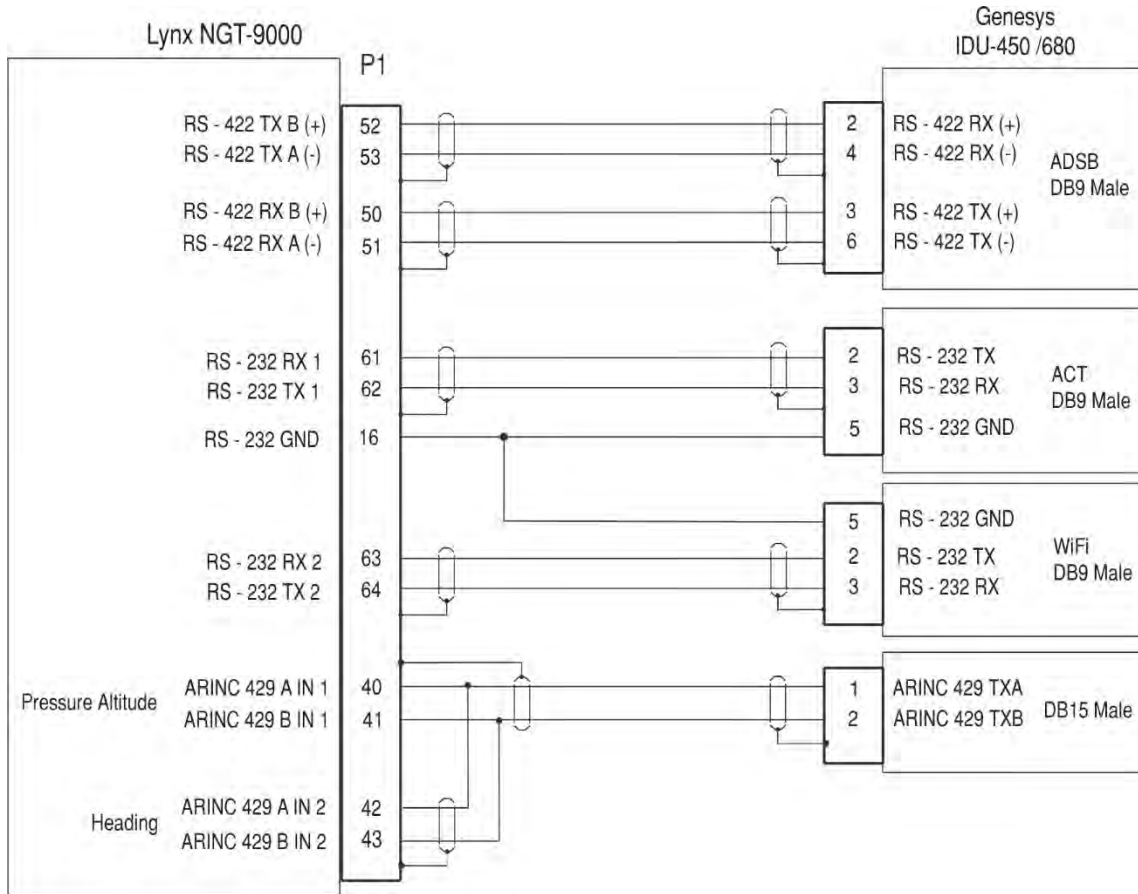 Genesys
IDU-450 /680
Lynx NGT-9000
P1
RS - 422 TX B (+) 52 2 RS - 422 RX (+)
RS - 422 TX A (-) 53 4 RS - 422 RX (-)
ADSB
DB9 Male
RS - 422 RX B (+) 50 3 RS - 422 TX (+)
RS - 422 RX A (-) 51 6 RS - 422 TX (-)
RS - 232 RX 1 61 2 RS - 232 TX
RS - 232 TX 1 62 3 RS - 232 RX
ACT
DB9 Male
RS - 232 GND 16 5 RS - 232 GND
5 RS - 232 GND
RS - 232 RX 2 63 2 RS - 232 TX
RS - 232 TX 2 64 3 RS - 232 RX
WiFi
DB9 Male
Pressure Altitude
ARINC 429 A IN 1 40 1 ARINC 429 TXA
ARINC 429 B IN 1 41 2 ARINC 429 TXB
DB15 Male
Heading
ARINC 429 A IN 2 42
ARINC 429 B IN 2 43